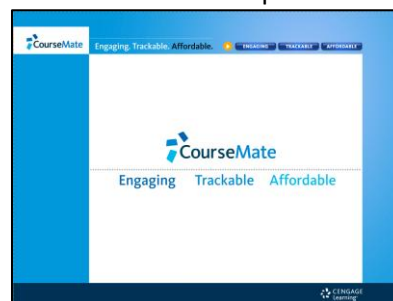 CourseMate
Engaging. Trackable. Affordable.
ENGAGING TRACKABLE AFFORDABLE
CourseMate
Engaging Trackable Affordable
CENGAGE
Learning